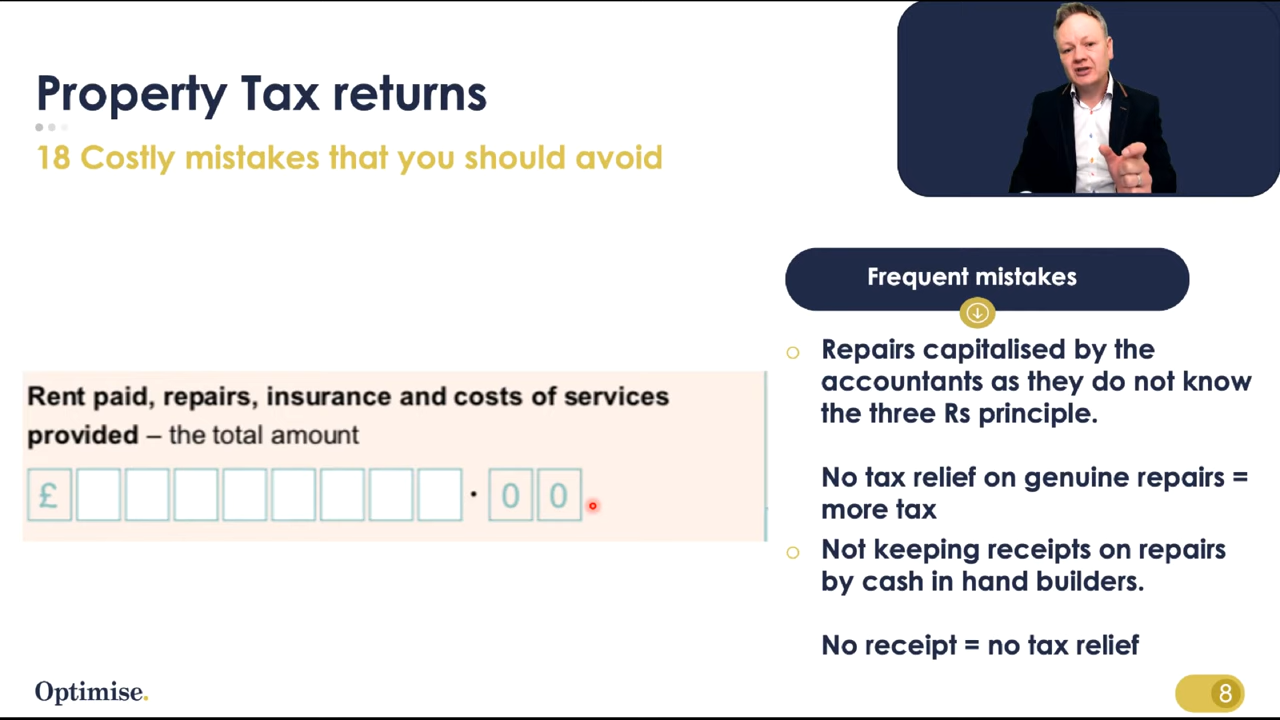 Property Tax returns
18 Costly mistakes that you should avoid
Frequent mistakes
Rent paid, repairs, insurance and costs of services
provided – the total amount
£ . 0 0
Repairs capitalised by the
accountants as they do not know
the three Rs principle.
No tax relief on genuine repairs =
more tax
Not keeping receipts on repairs
by cash in hand builders.
No receipt = no tax relief
Optimise.
8